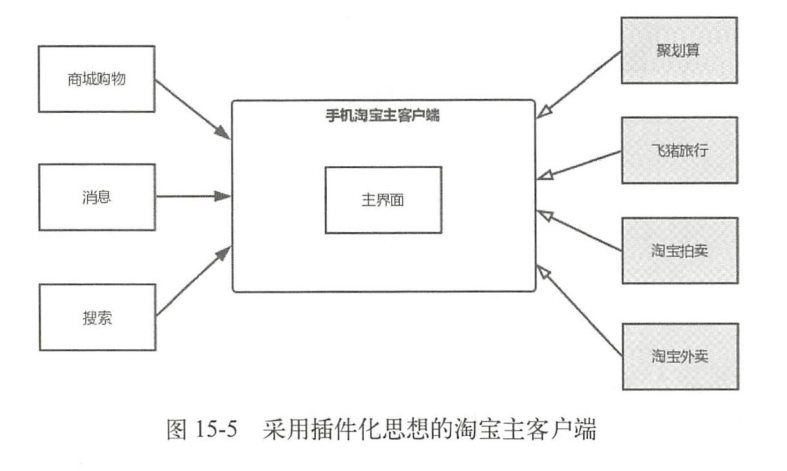 商城购物
消息
搜索
手机淘宝主客户端
主界面
聚划算
飞猪旅行
淘宝拍卖
淘宝外卖
图 15-5 采用插件化思想的淘宝主客户端